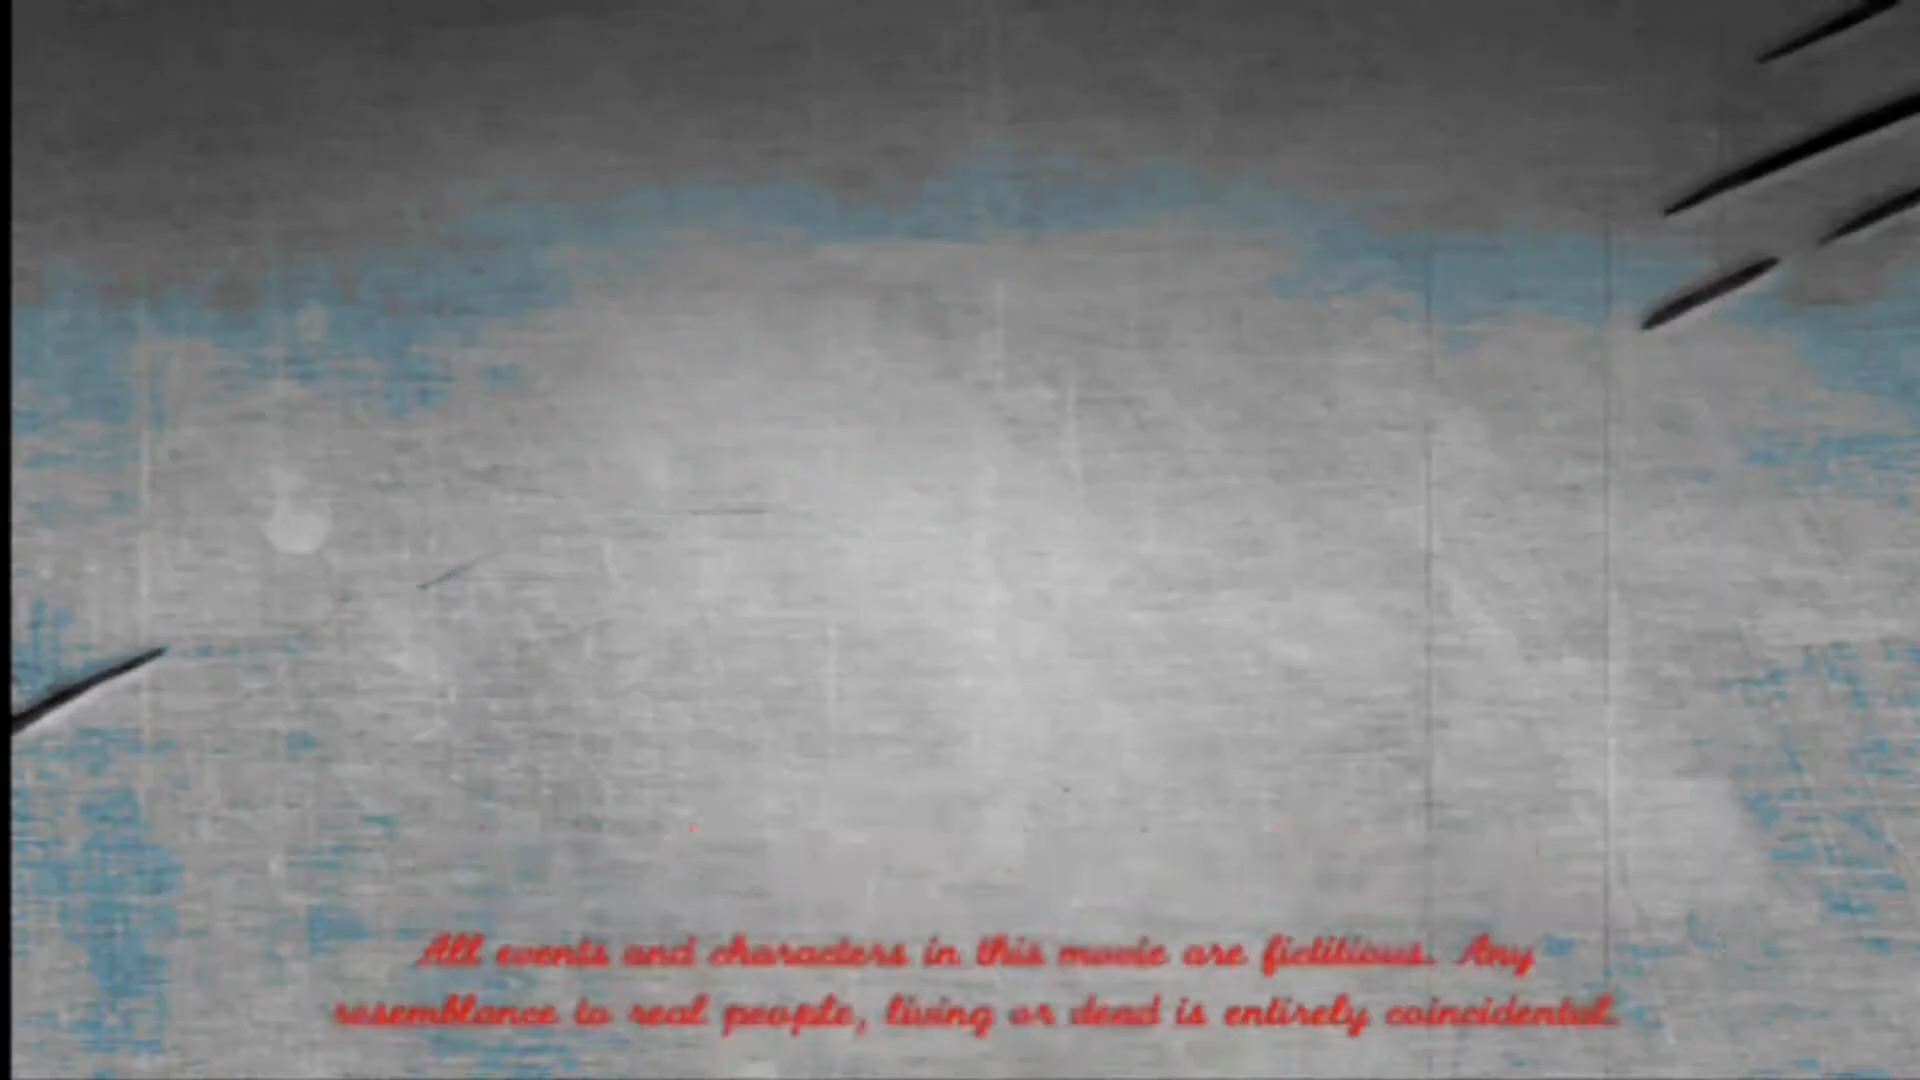 All events and characters in this movie are fictitious. Any
resemblance to real people, living or dead is entirely coincidental.